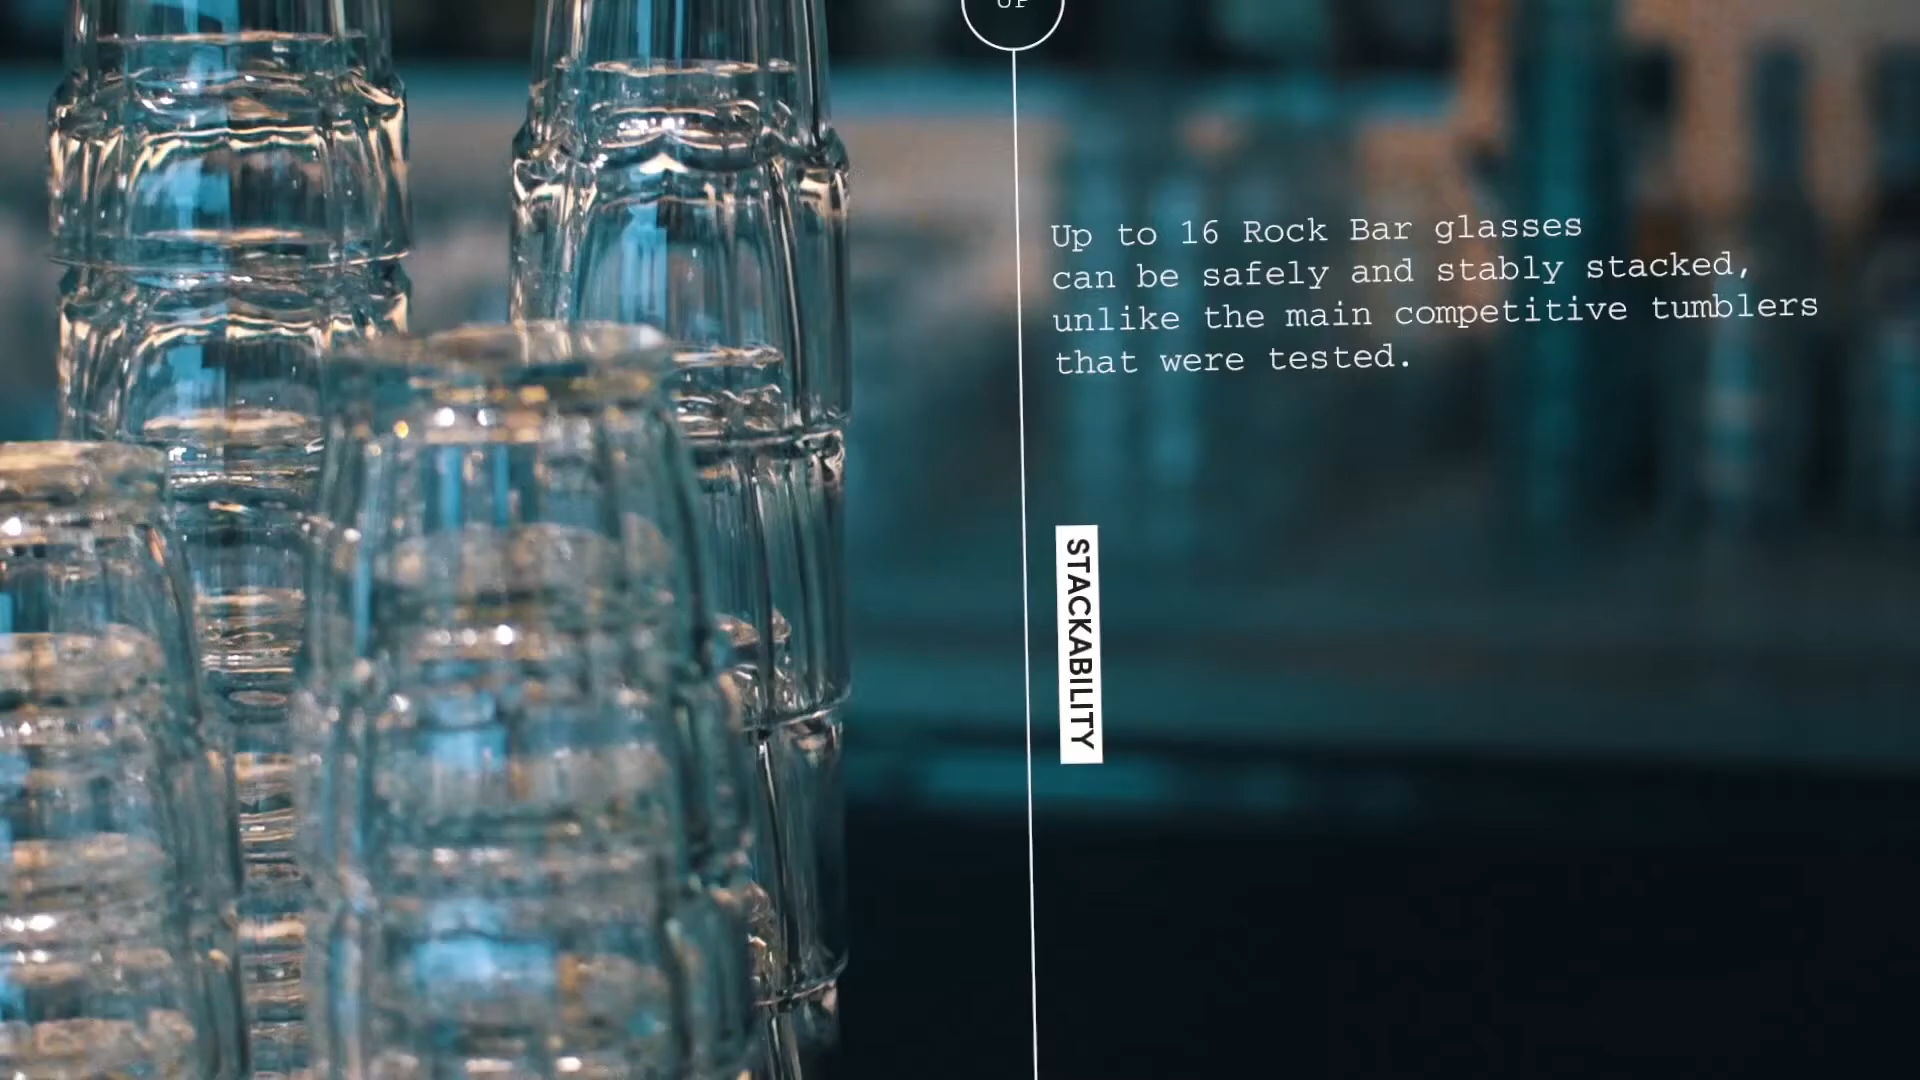 UP
Up to 16 Rock Bar glasses
can be safely and stably stacked,
unlike the main competitive tumblers
that were tested.
STACKABILITY